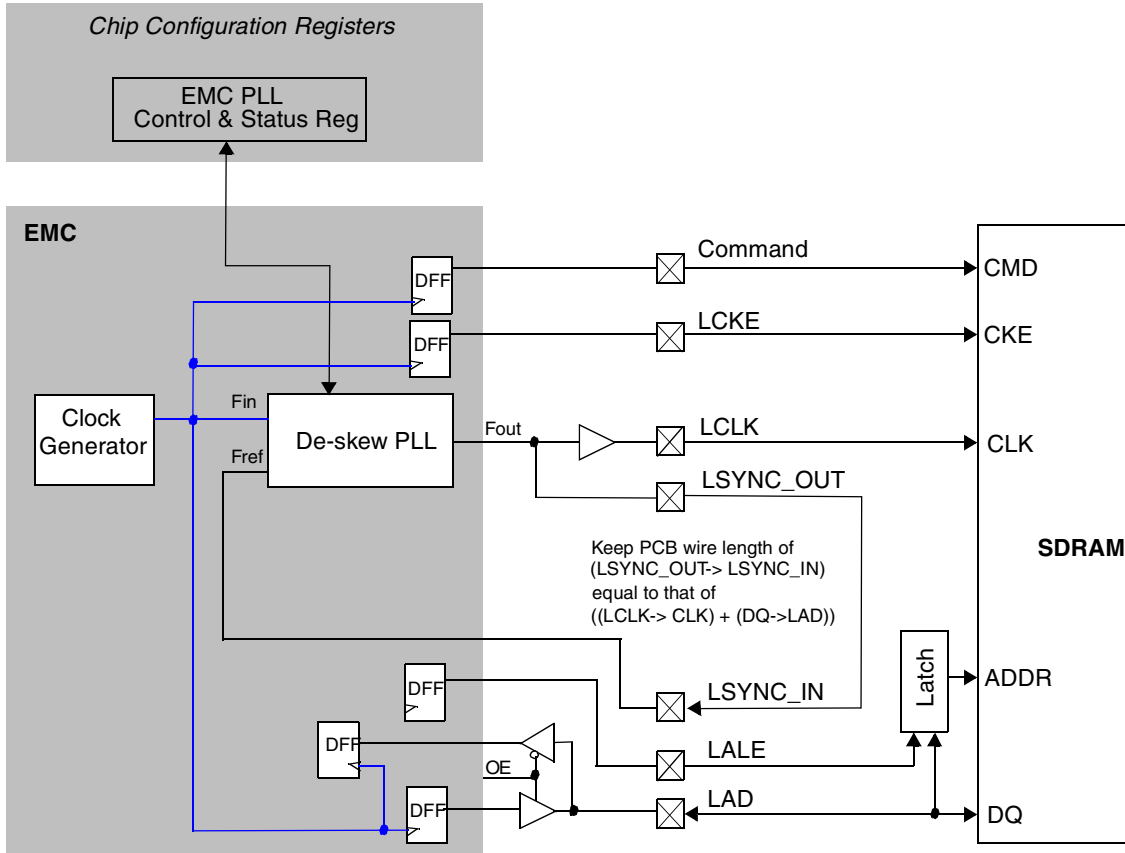 Chip Configuration Registers
EMC PLL
Control & Status Reg
EMC
SDRAM
DFF
Command
CMD
DFF
LCKE
CKE
Clock
Generator
Fin
Fref
De-skew PLL
Fout
LCLK
CLK
LSYNC_OUT
Keep PCB wire length of
(LSYNC_OUT-> LSYNC_IN)
equal to that of
((LCLK-> CLK) + (DQ->LAD))
Latch
ADDR
DFF
LSYNC_IN
DFF
OE
LALE
DFF
LAD
DQ